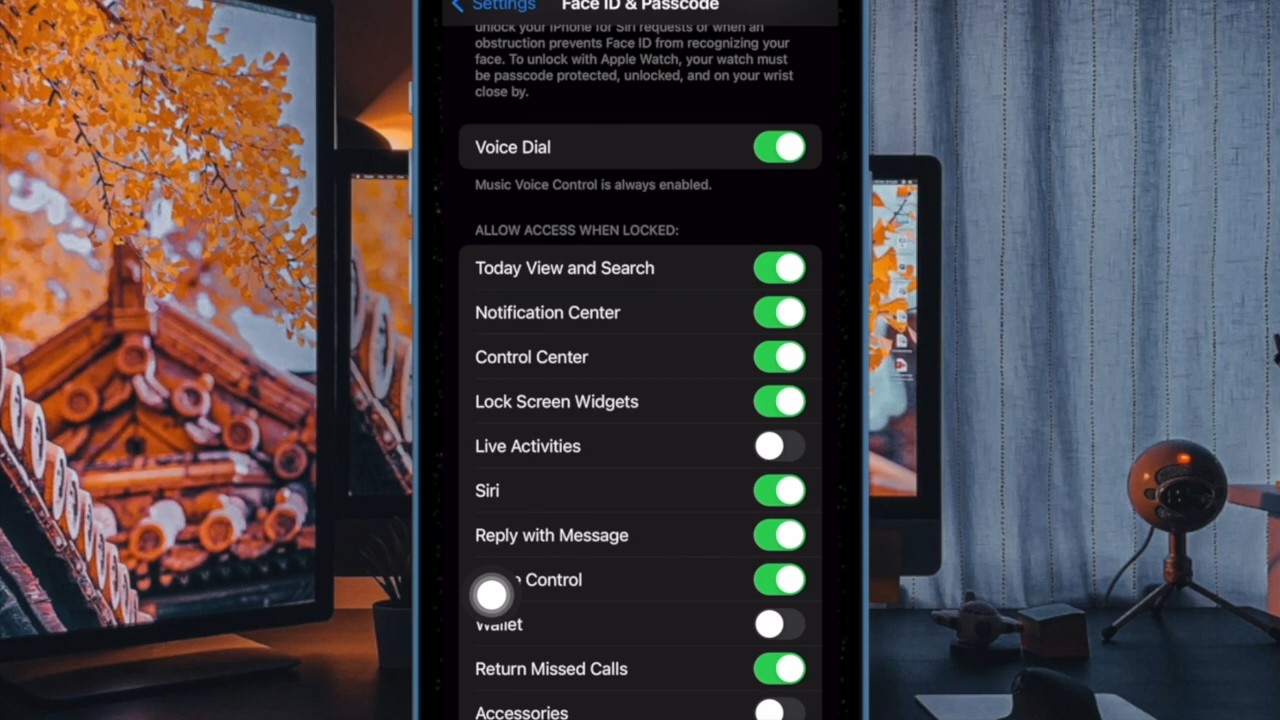 Settings
Face ID & Passcode
unlock your iPhone for Siri requests or when an
obstruction prevents Face ID from recognizing your
face. To unlock with Apple Watch, your watch must
be passcode protected, unlocked, and on your wrist
close by.
Voice Dial
Music Voice Control is always enabled.
ALLOW ACCESS WHEN LOCKED:
Today View and Search
Notification Center
Control Center
Lock Screen Widgets
Live Activities
Siri
Reply with Message
Control
Wallet
Return Missed Calls
Accessories